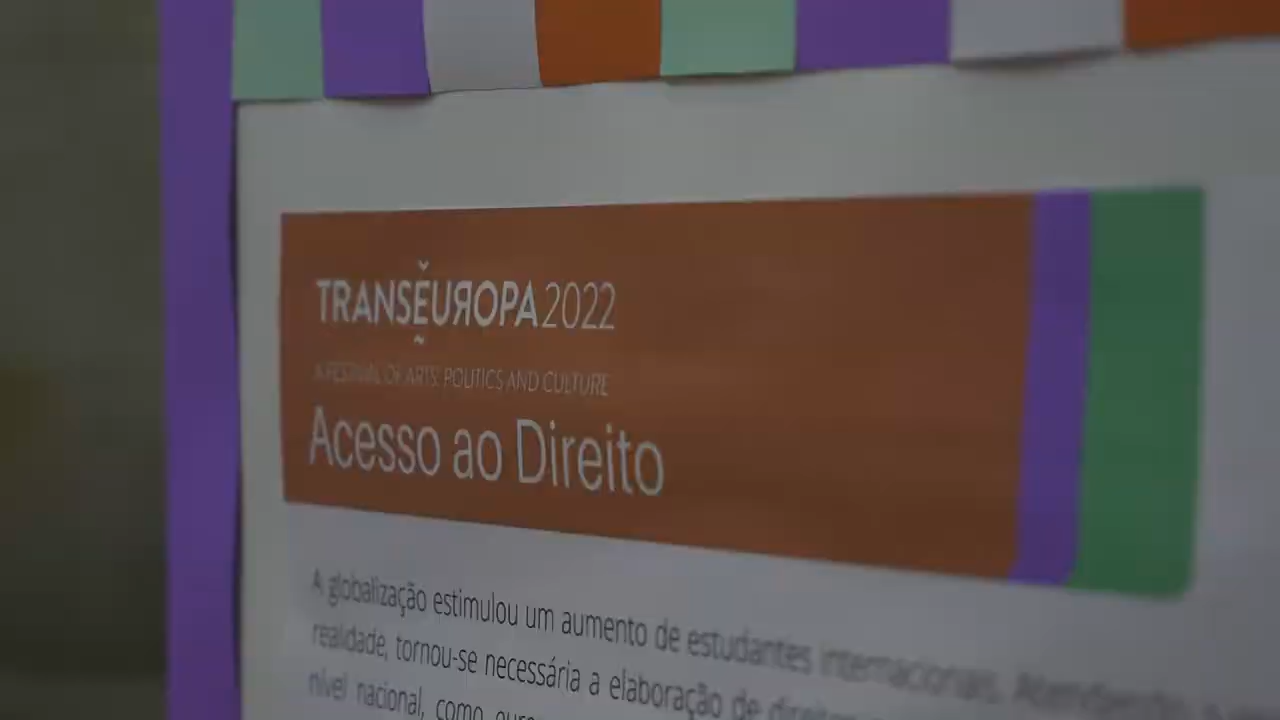 TRANSEUROPA2022
A FESTIVAL OF ARTS, POLITICS AND CULTURE
Acesso ao Direito
A globalização estimulou um aumento de estudantes internacionais. Atendendo
realidade, tornou-se necessária a elaboração de
nível nacional, como